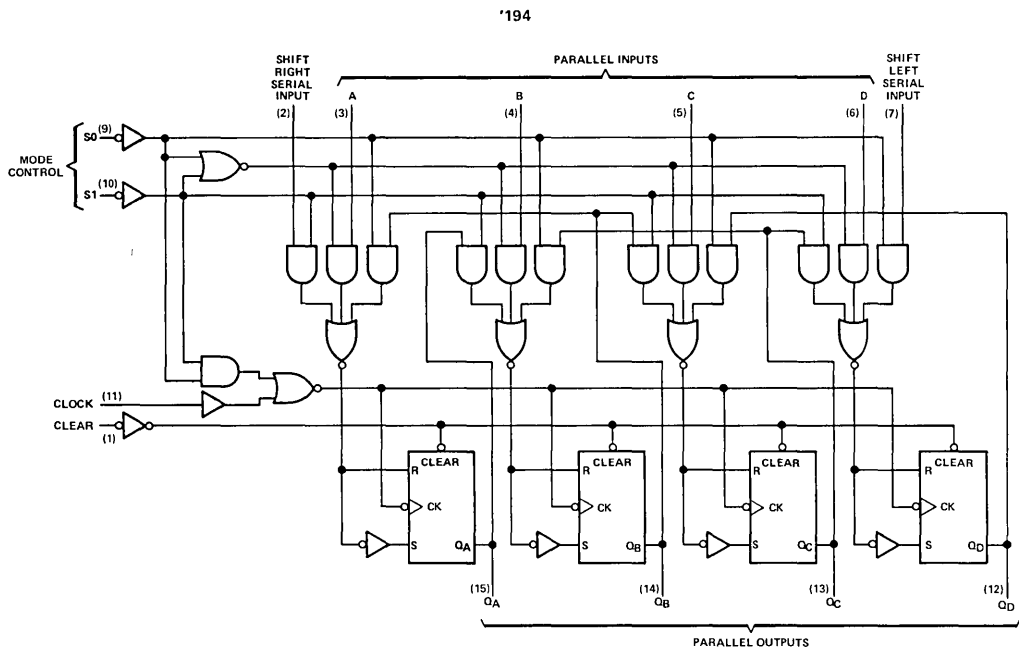 '194
PARALLEL INPUTS
SHIFT
RIGHT
SERIAL
INPUT
(2)
A
(3)
B
(4)
C
(5)
D
(6)
SHIFT
LEFT
SERIAL
INPUT
(7)
MODE
CONTROL
S0 (9)
S1 (10)
CLOCK (11)
CLEAR
(1)
CLEAR
R
CK
S
QA
CLEAR
R
CK
S
QB
CLEAR
R
CK
S
QC
CLEAR
R
CK
S
QD
(15)
QA
(14)
QB
(13)
QC
(12)
QD
PARALLEL OUTPUTS